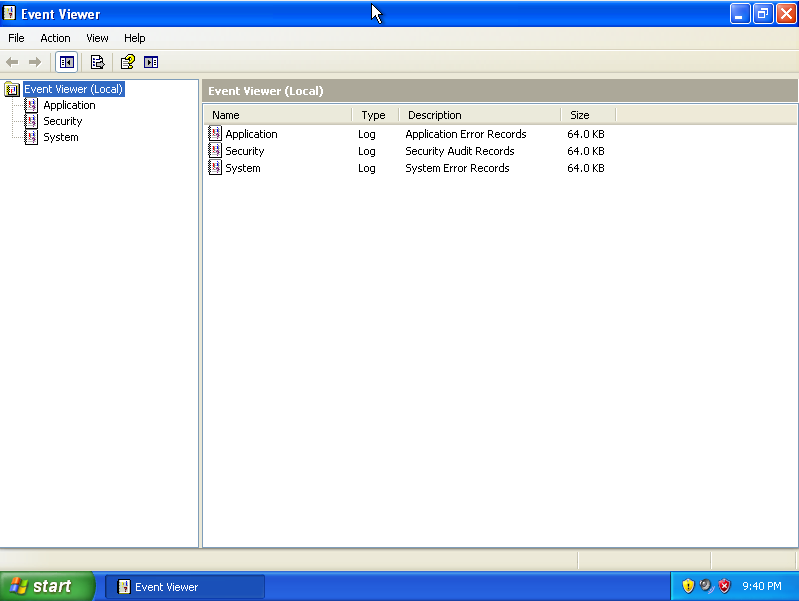 Event Viewer
File Action View Help
Event Viewer (Local)
Application
Security
System
Event Viewer (Local)
Name Type Description Size
Application Log Application Error Records 64.0 KB
Security Log Security Audit Records 64.0 KB
System Log System Error Records 64.0 KB
start Event Viewer 9:40 PM